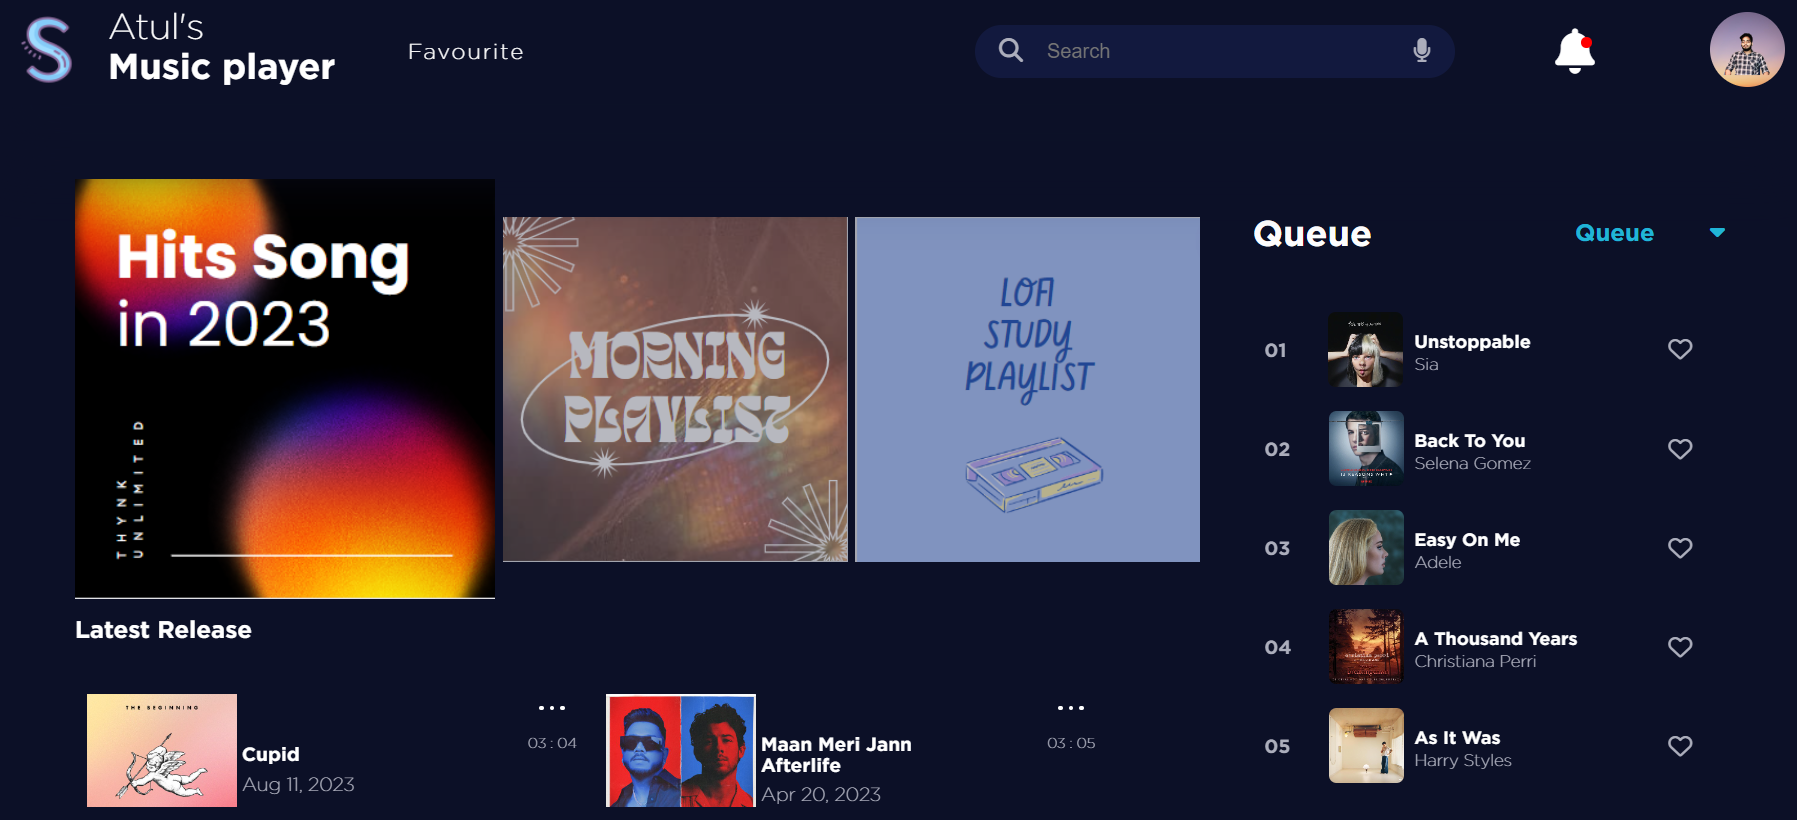 Atul's
Music player
Favourite
Search
Hits Song
in 2023
THYNK
UNLIMITED
MORNING
PLAYLIST
LOFI
STUDY
PLAYLIST
Latest Release
THE BEGINNING
Cupid
Aug 11, 2023
03 : 04
Maan Meri Jann
Afterlife
Apr 20, 2023
03 : 05
Queue
Queue
01
Unstoppable
Sia
02
Back To You
Selena Gomez
03
Easy On Me
Adele
04
A Thousand Years
Christiana Perri
05
As It Was
Harry Styles